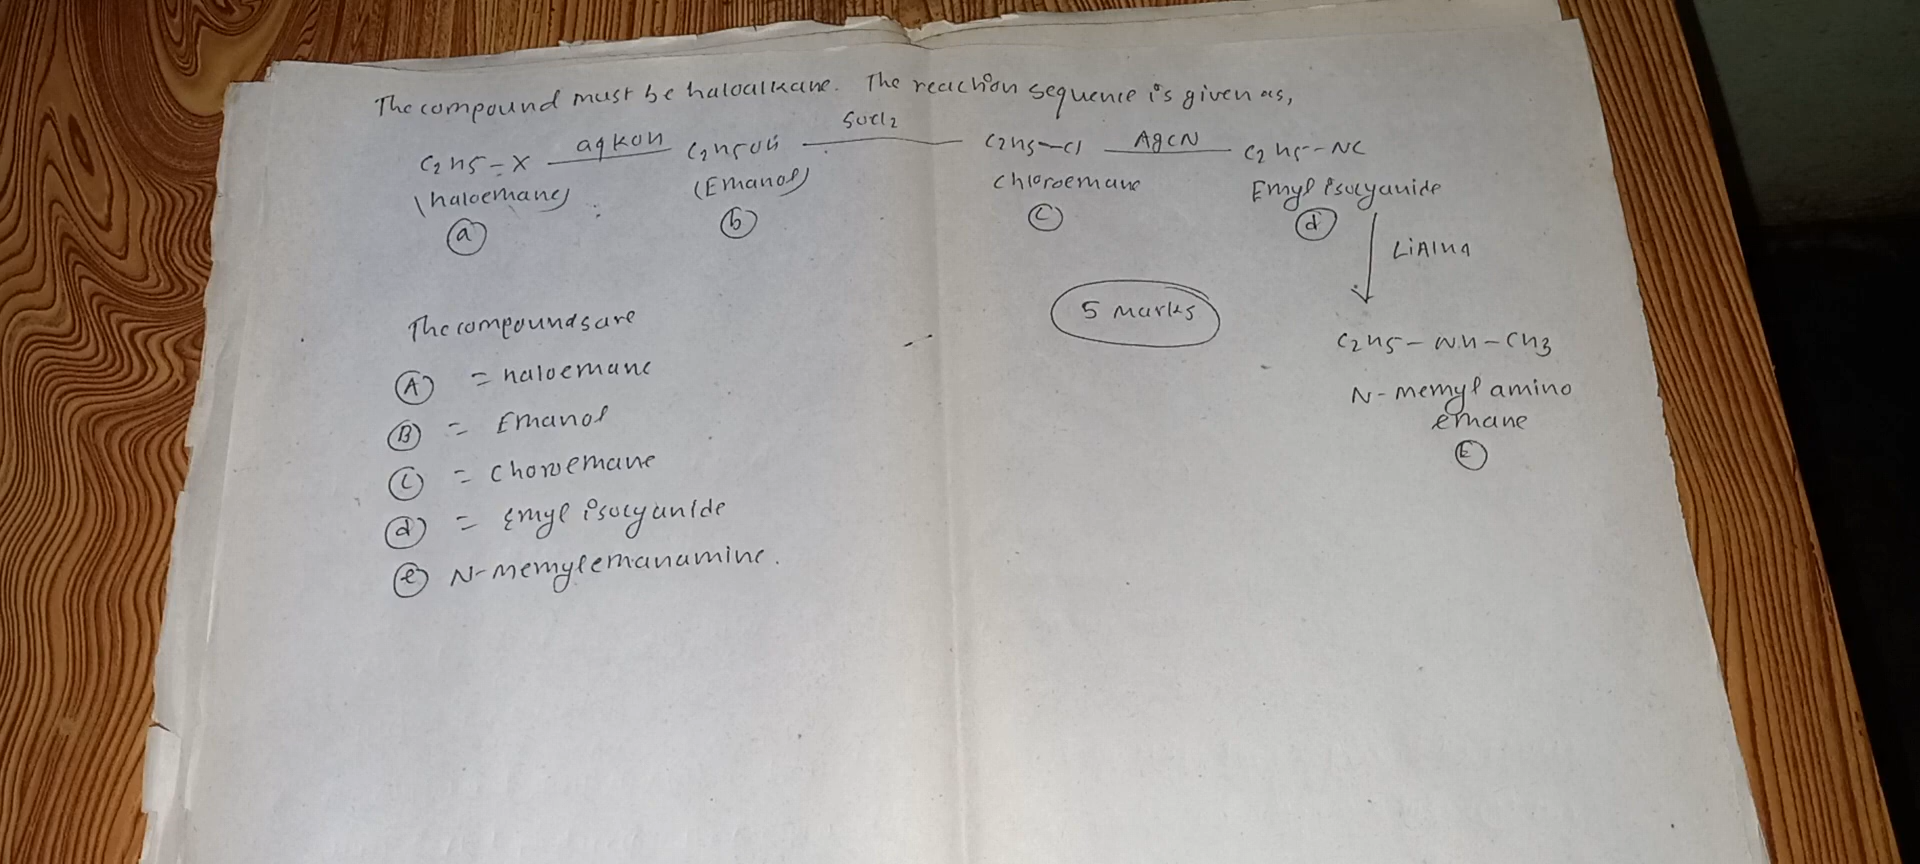 The compound must be haloalkane. The reaction sequence is given as,
C2H5-X aqKOH C2H5OH SOCl2 C2H5-Cl AgCN C2H5-NC
(haloethane) (Ethanol) Chloroethane Ethyl isocyanide
(a) (b) (c) (d)
LiAlH4
C2H5-NH-CH3
N-methyl amino
ethane
(E)
5 marks
The compounds are
(A) = haloethane
(B) = Ethanol
(C) = Choroethane
(d) = Ethyl isocyanide
(e) N-methylethanamine.